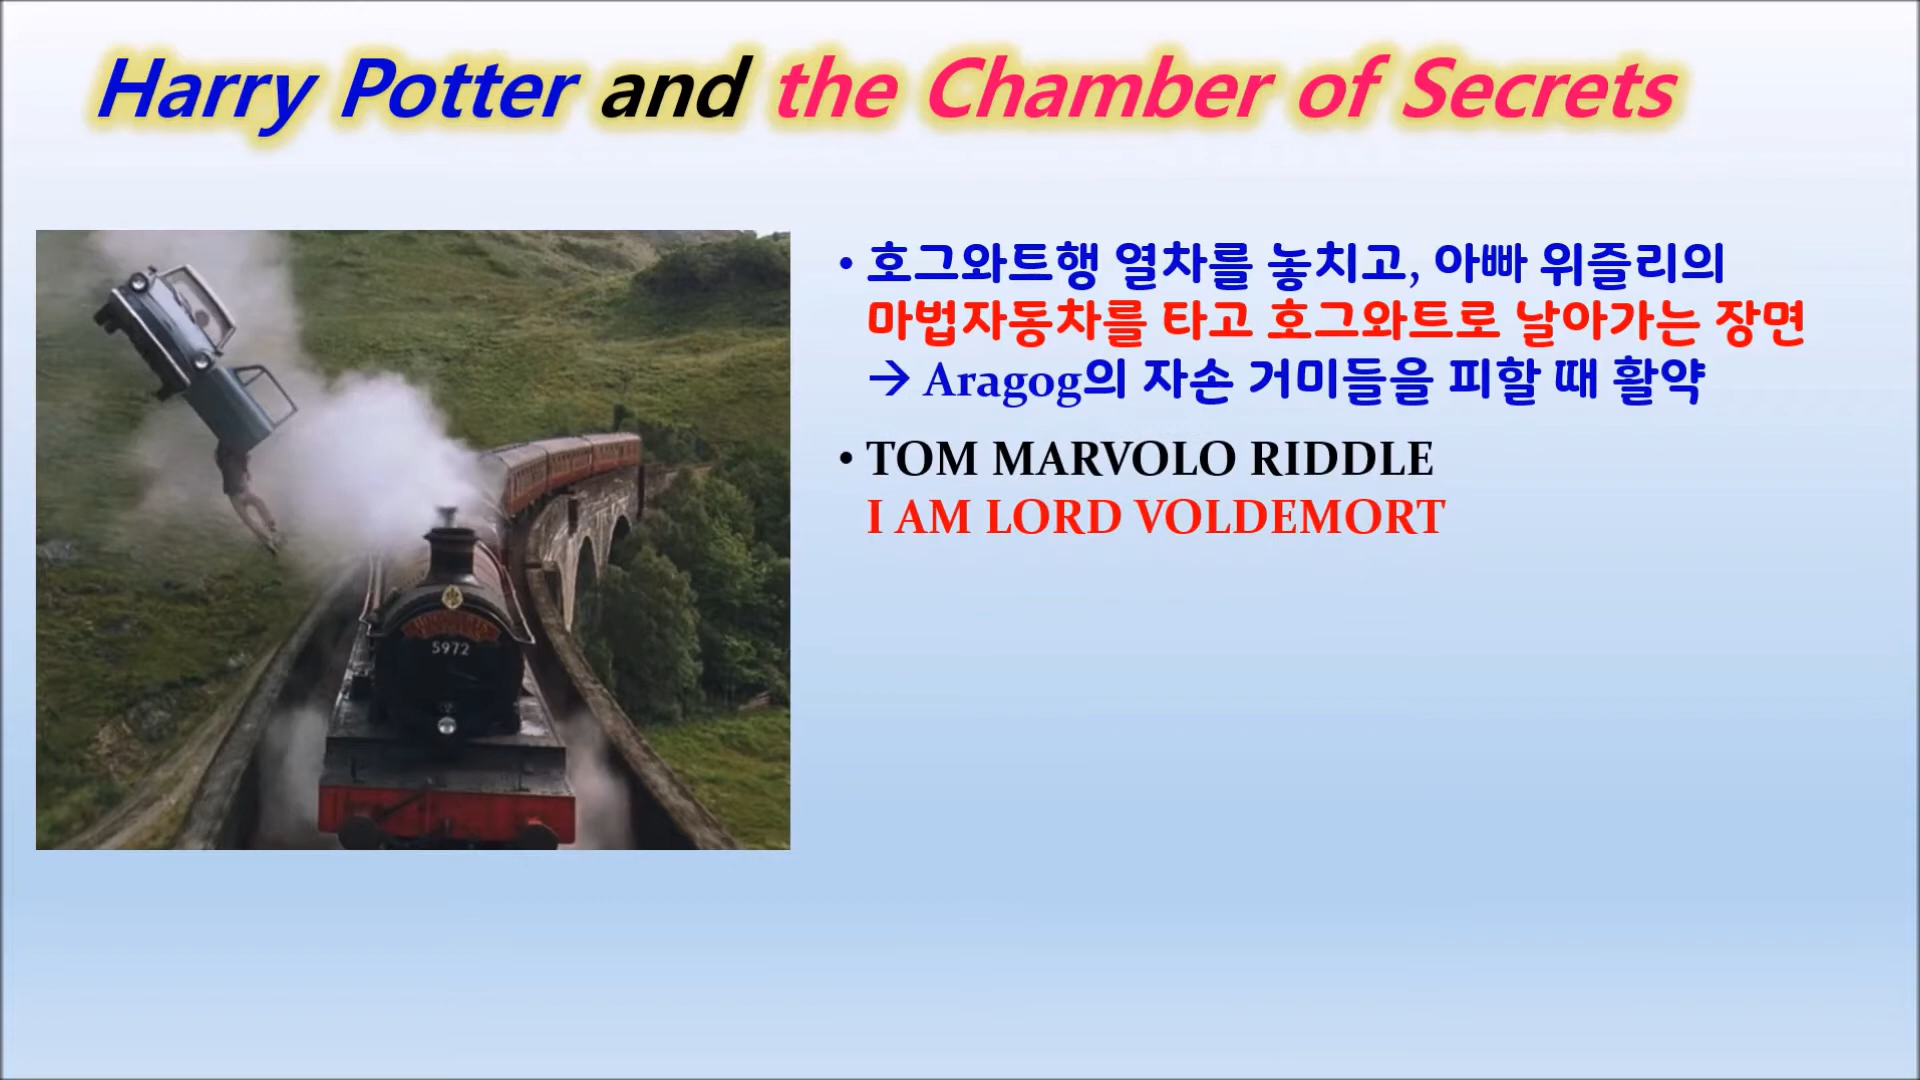 Harry Potter and the Chamber of Secrets
• 호그와트행 열차를 놓치고, 아빠 위즐리의
마법자동차를 타고 호그와트로 날아가는 장면
→ Aragog의 자손 거미들을 피할 때 활약
• TOM MARVOLO RIDDLE
I AM LORD VOLDEMORT
5972